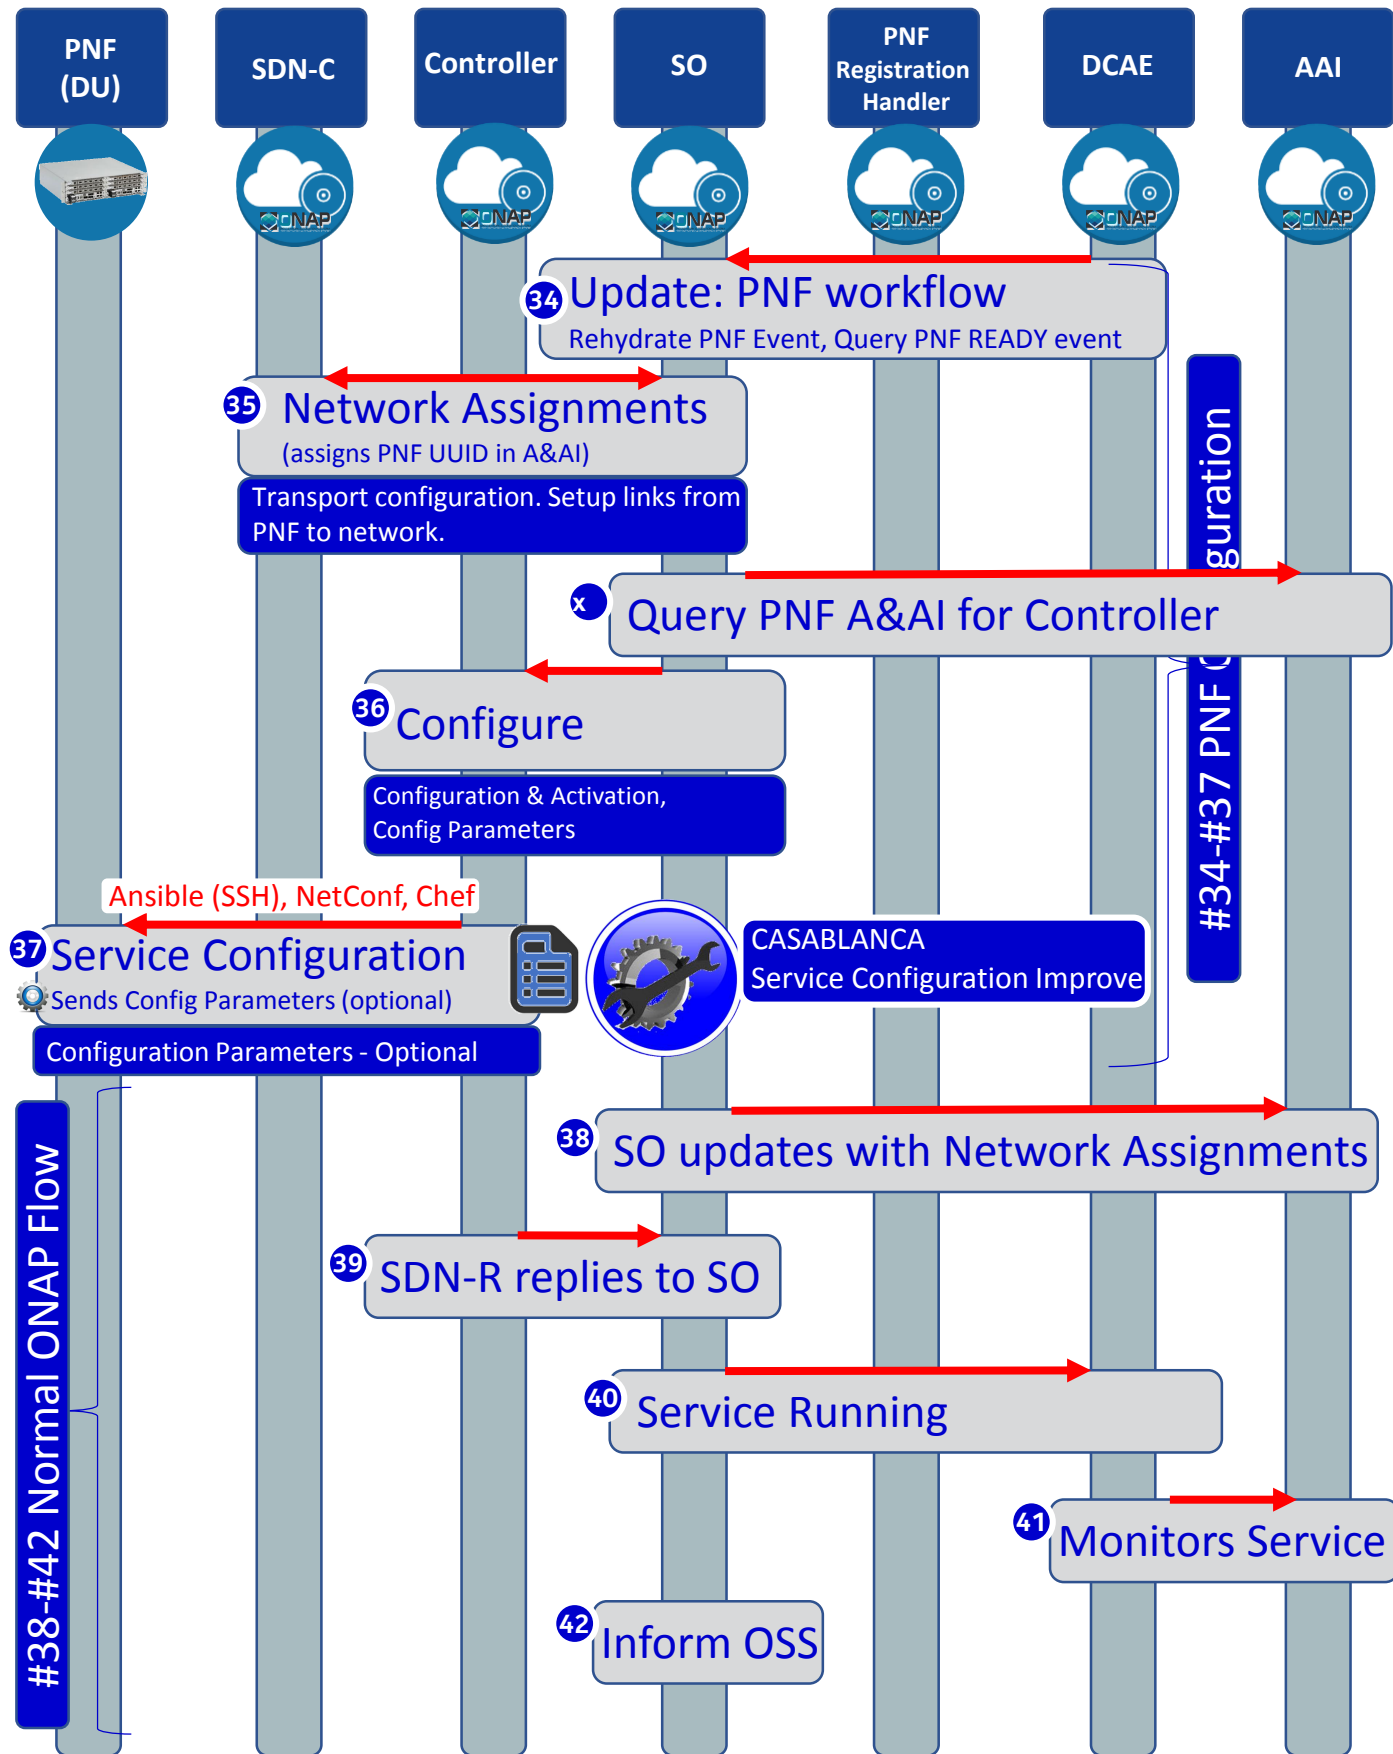 PNF
(DU)
SDN-C
Controller
SO
PNF
Registration
Handler
DCAE
AAI
ONAP
ONAP
ONAP
ONAP
ONAP
ONAP
34
Update: PNF workflow
Rehydrate PNF Event, Query PNF READY event
35
Network Assignments
(assigns PNF UUID in A&AI)
Transport configuration. Setup links from
PNF to network.
x
Query PNF A&AI for Controller
#34-#37 PNF guration
36
Configure
Configuration & Activation,
Config Parameters
Ansible (SSH), NetConf, Chef
37
Service Configuration
Sends Config Parameters (optional)
Configuration Parameters - Optional
CASABLANCA
Service Configuration Improve
38
SO updates with Network Assignments
#38-#42 Normal ONAP Flow
39
SDN-R replies to SO
40
Service Running
41
Monitors Service
42
Inform OSS